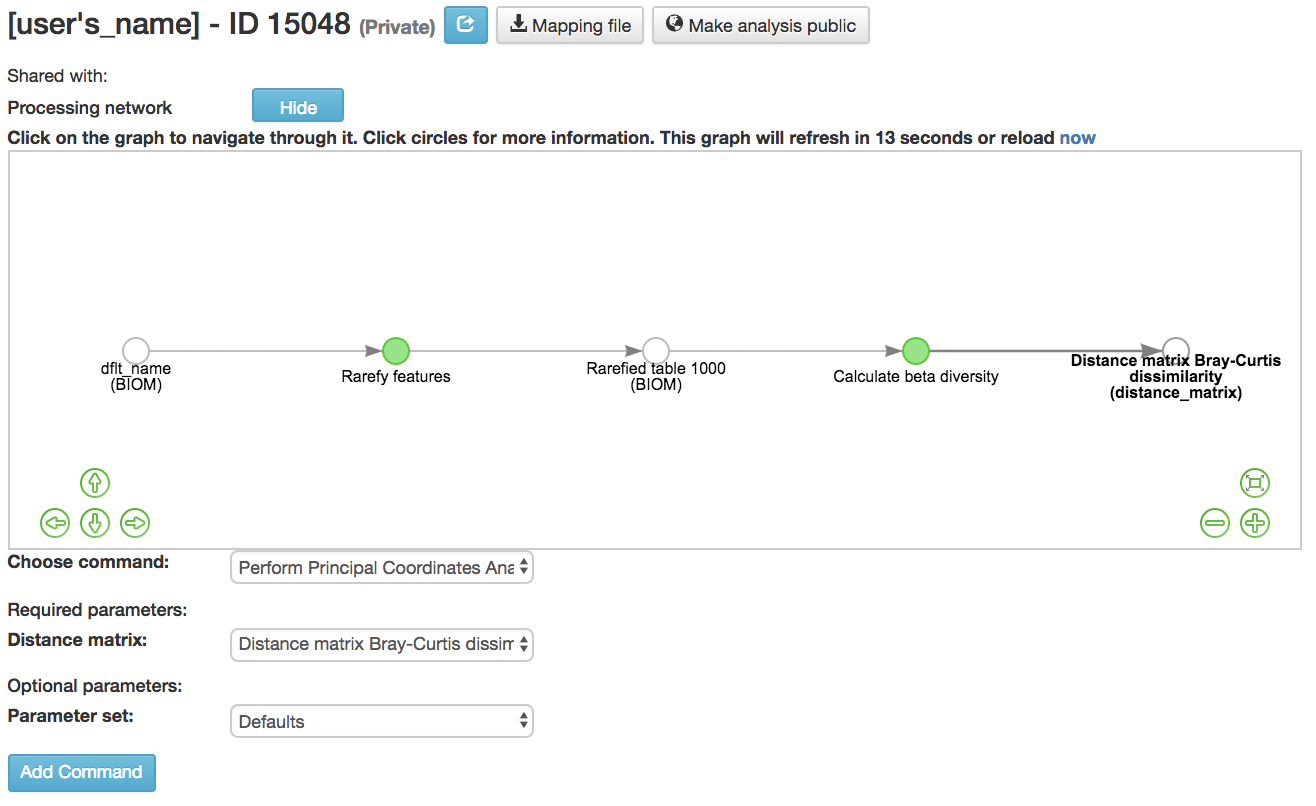 [user's_name] - ID 15048 (Private) Mapping file Make analysis public
Shared with:
Processing network Hide
Click on the graph to navigate through it. Click circles for more information. This graph will refresh in 13 seconds or reload now
dflt_name
(BIOM)
Rarefy features
Rarefied table 1000
(BIOM)
Calculate beta diversity
Distance matrix Bray-Curtis
dissimilarity
(distance_matrix)
Choose command: Perform Principal Coordinates Ana
Required parameters:
Distance matrix: Distance matrix Bray-Curtis dissim
Optional parameters:
Parameter set: Defaults
Add Command